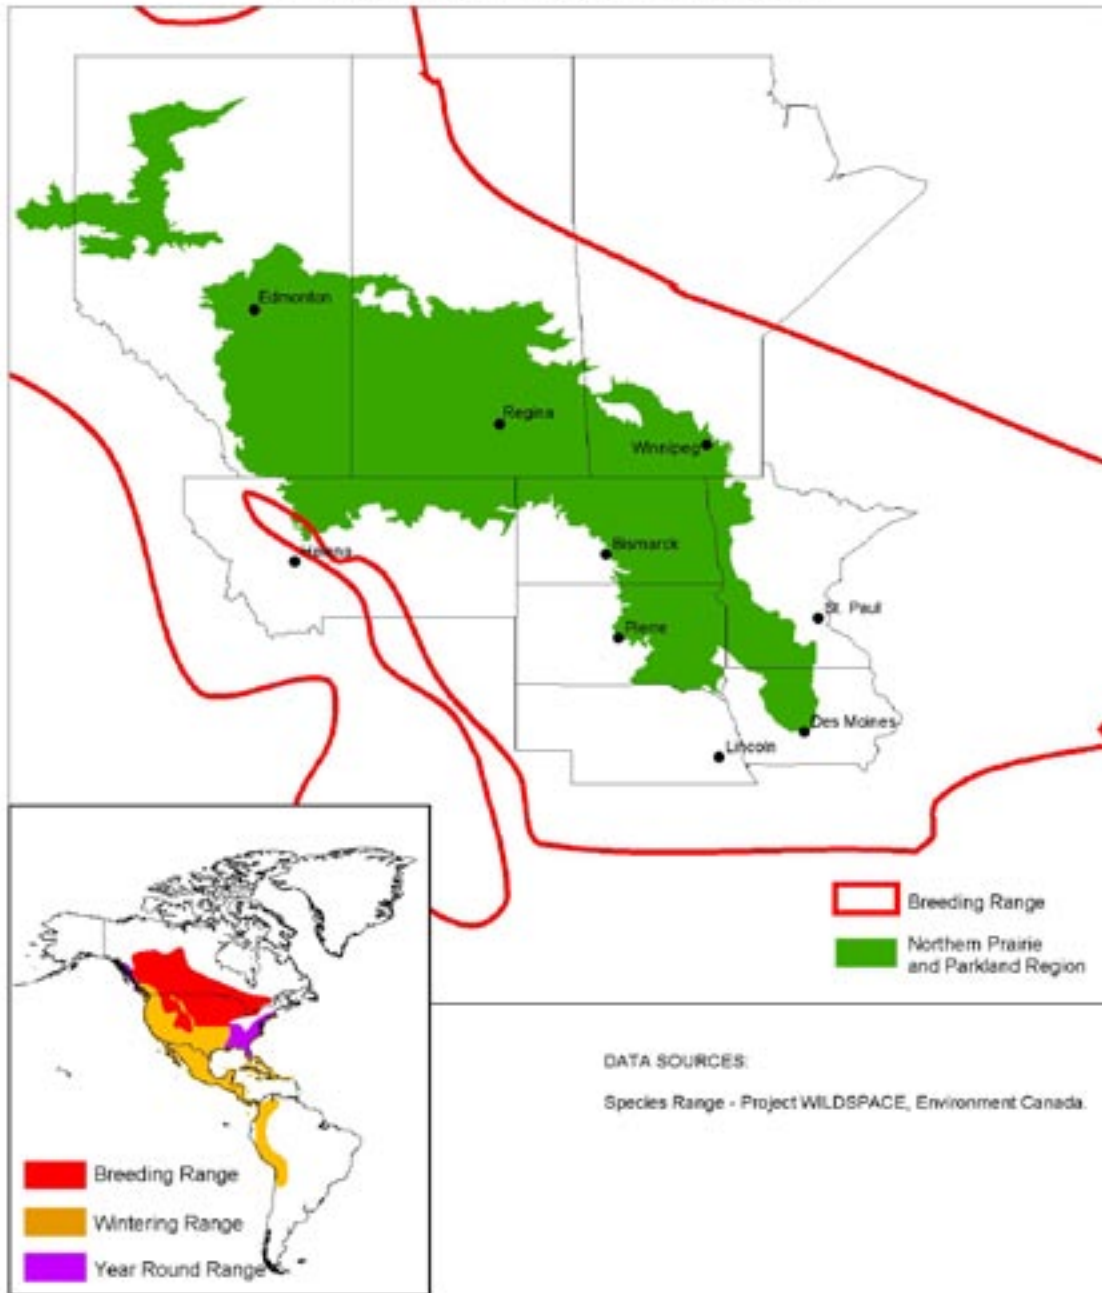 Edmonton
Regina
Winnipeg
Helena
Bismarck
St. Paul
Pierre
Des Moines
Lincoln
Breeding Range
Northern Prairie
and Parkland Region
DATA SOURCES:
Species Range - Project WILDSPACE, Environment Canada.
Breeding Range
Wintering Range
Year Round Range